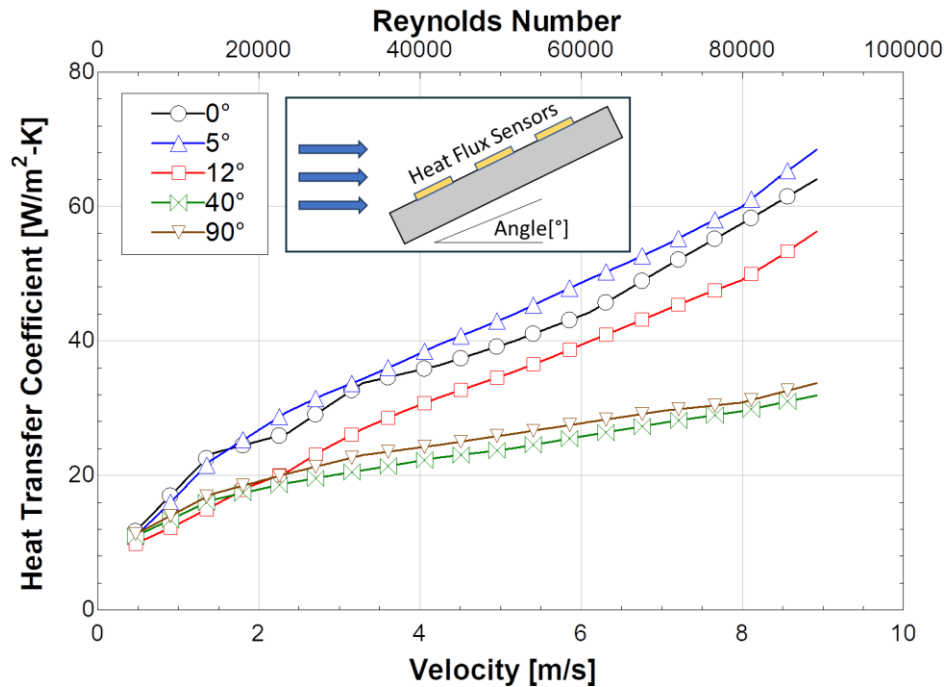 Reynolds Number
0 20000 40000 60000 80000 100000
Heat Transfer Coefficient [W/m²-K]
80
60
40
20
0
0°
5°
12°
40°
90°
Heat Flux Sensors
Angle[°]
0 2 4 6 8 10
Velocity [m/s]